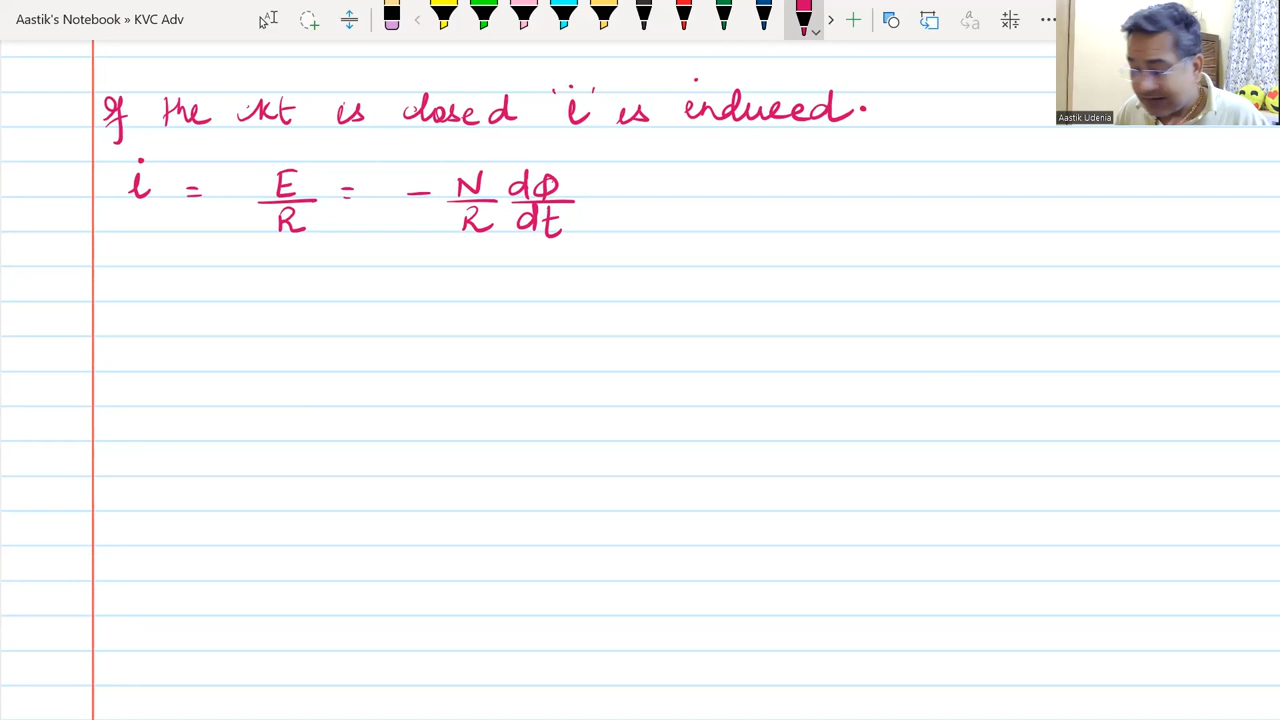 Aastik's Notebook » KVC Adv
If the ckt is closed 'i' is induced.
i = E/R = - N/R dφ/dt
Aastik Udenia